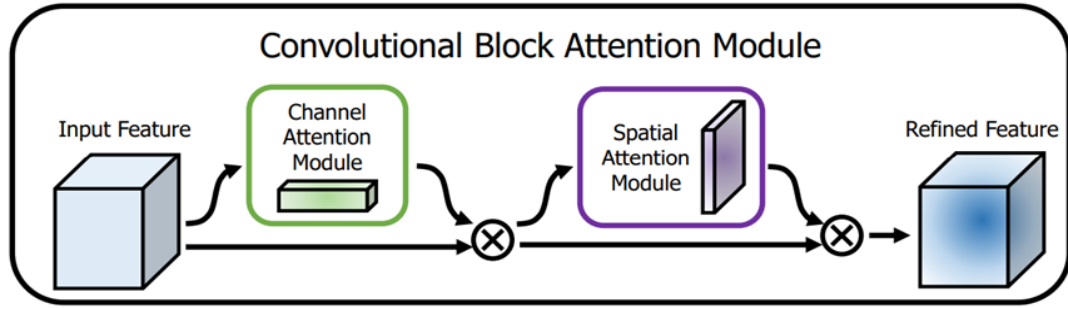 Convolutional Block Attention Module
Input Feature
Channel
Attention
Module
Spatial
Attention
Module
Refined Feature